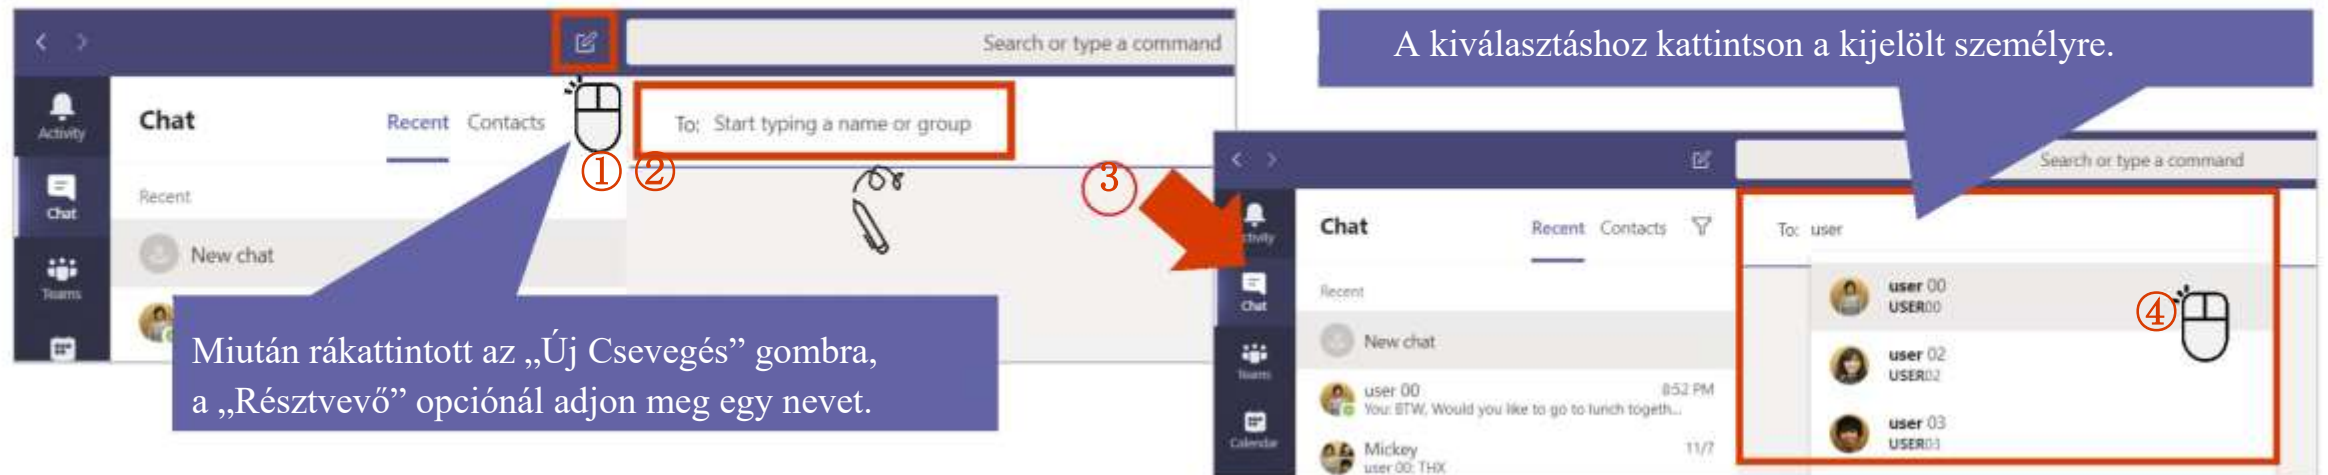 Search or type a command
Activity
Chat
Recent Contacts
To: Start typing a name or group
① ②
Recent
Chat
New chat
Teams
Miután rákattintott az „Új Csevegés” gombra,
a „Résztvevő” opciónál adjon meg egy nevet.
③
A kiválasztáshoz kattintson a kijelölt személyre.
Search or type a command
Chat
Recent Contacts
To: user
Recent
Chat
New chat
Teams
user 00 8:52 PM
You: BTW, Would you like to go to lunch togeth...
Calendar
Mickey 11/7
user 00: THX
user 00
USER00
④
user 02
USER02
user 03
USER03